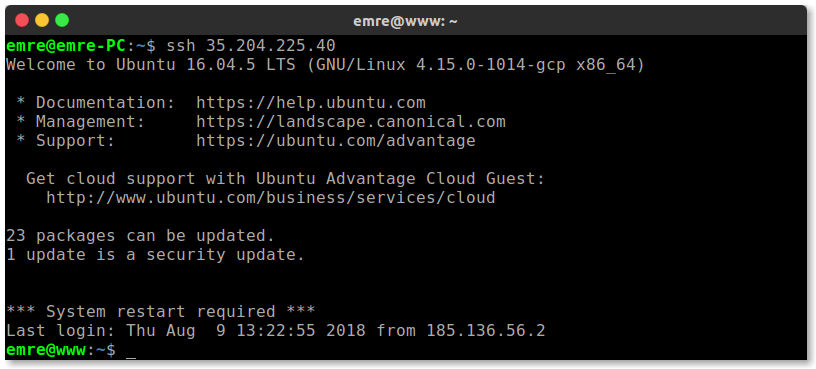 emre@www: ~
emre@emre-PC:~$ ssh 35.204.225.40
Welcome to Ubuntu 16.04.5 LTS (GNU/Linux 4.15.0-1014-gcp x86_64)
* Documentation:  https://help.ubuntu.com
* Management:     https://landscape.canonical.com
* Support:        https://ubuntu.com/advantage
Get cloud support with Ubuntu Advantage Cloud Guest:
http://www.ubuntu.com/business/services/cloud
23 packages can be updated.
1 update is a security update.
*** System restart required ***
Last login: Thu Aug  9 13:22:55 2018 from 185.136.56.2
emre@www:~$ _